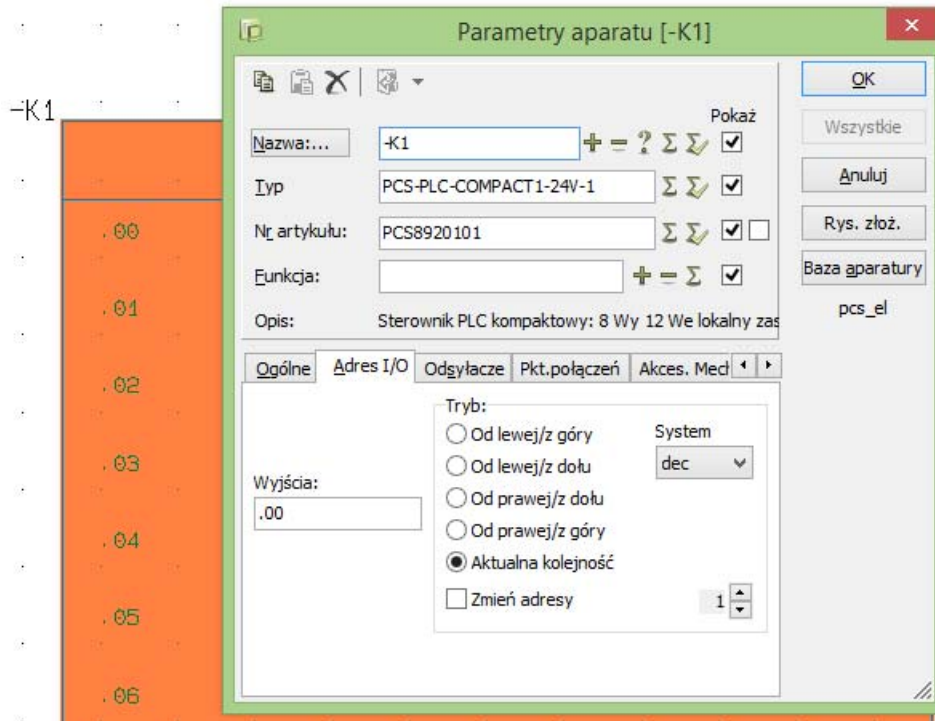 Parametry aparatu [-K1]
-K1
Pokaż
Nazwa:... -K1
Typ PCS-PLC-COMPACT1-24V-1
Nr artykułu: PCS8920101
Funkcja:
Opis: Sterownik PLC kompaktowy: 8 Wy 12 We lokalny zas
OK
Wszystkie
Anuluj
Rys. złoż.
Baza aparatury
pcs_el
Ogólne Adres I/O Odsyłacze Pkt.połączeń Akces. Mech
Wyjścia:
.00
Tryb:
Od lewej/z góry
Od lewej/z dołu
Od prawej/z dołu
Od prawej/z góry
Aktualna kolejność
Zmień adresy 1
System
dec
.00
.01
.02
.03
.04
.05
.06